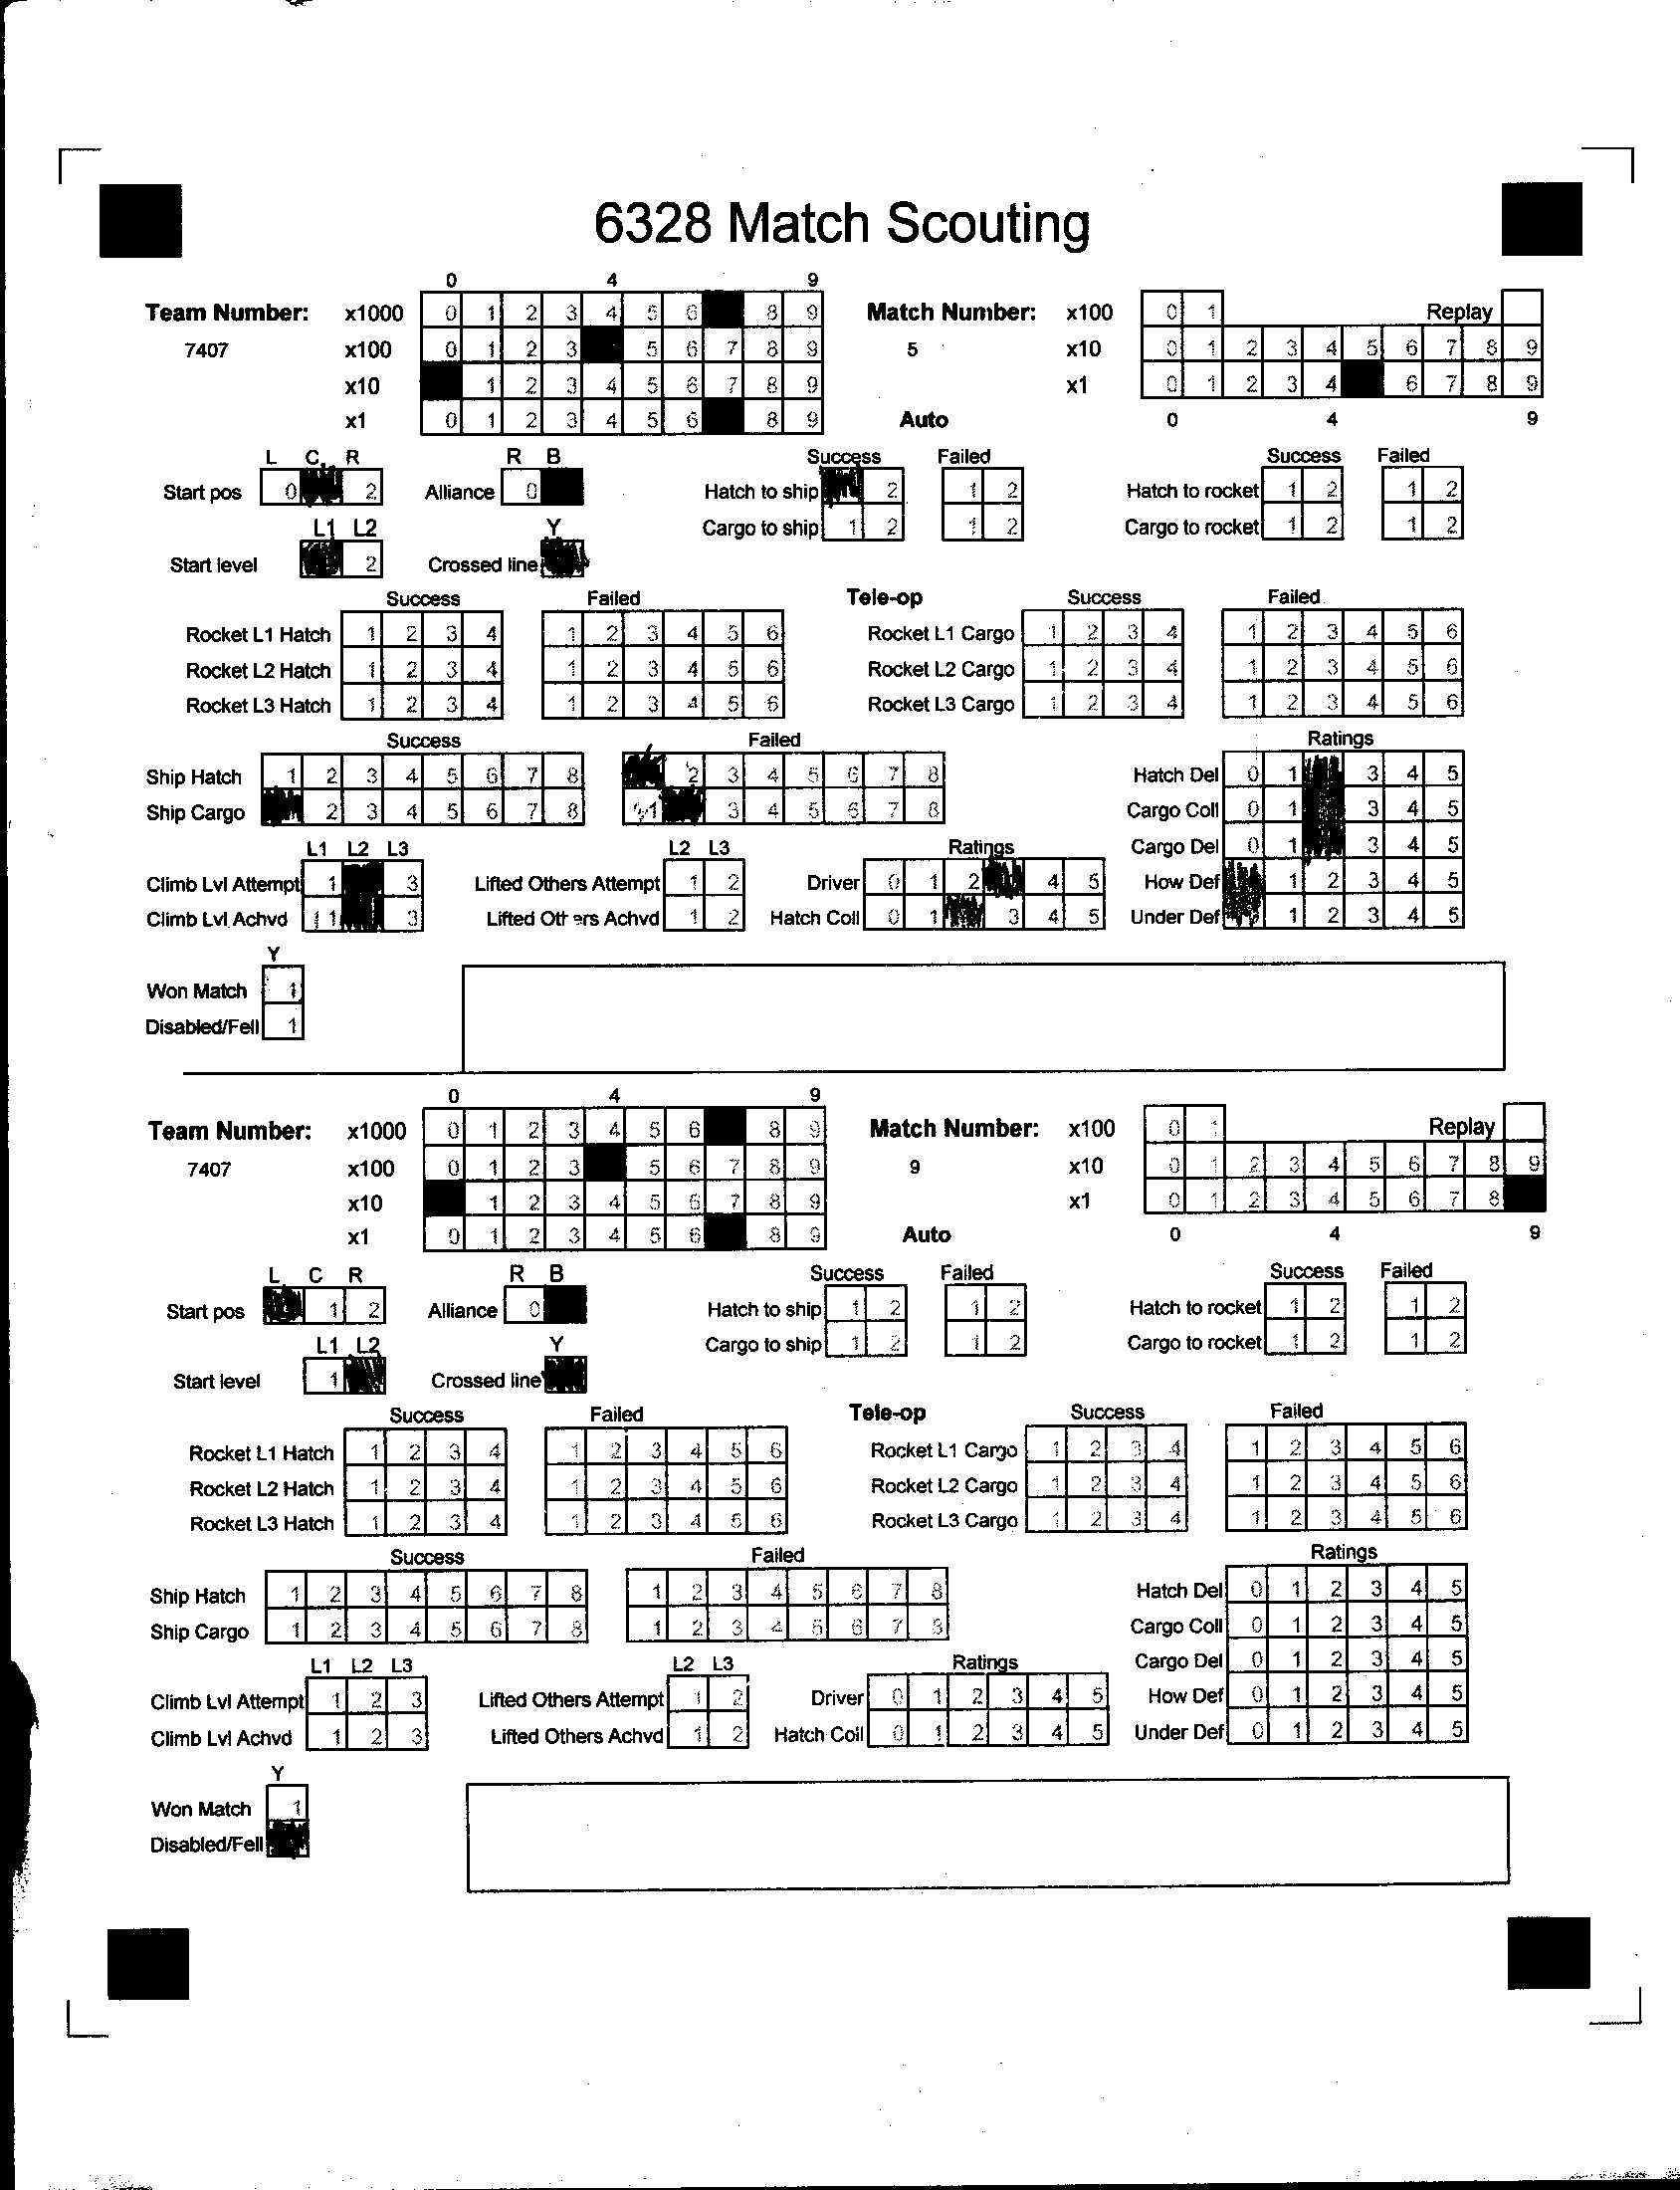 6328 Match Scouting
0 4 9
Team Number: x1000 0 1 2 3 4 5 6 8 9 Match Number: x100 0 1 Replay
7407 x100 0 1 2 3 5 6 7 8 9 5 x10 0 1 2 3 4 5 6 7 8 9
x10 1 2 3 4 5 6 7 8 9 x1 0 1 2 3 4 6 7 8 9
x1 0 1 2 3 4 5 6 8 9 Auto 0 4 9
L C R R B Success Failed Success Failed
Start pos 0 2 Alliance 0 Hatch to ship 2 1 2 Hatch to rocket 1 2 1 2
L1 L2 Y Cargo to ship 1 2 1 2 Cargo to rocket 1 2 1 2
Start level 2 Crossed line
Success Failed Tele-op Success Failed
Rocket L1 Hatch 1 2 3 4 1 2 3 4 5 6 Rocket L1 Cargo 1 2 3 4 1 2 3 4 5 6
Rocket L2 Hatch 1 2 3 4 1 2 3 4 5 6 Rocket L2 Cargo 1 2 3 4 1 2 3 4 5 6
Rocket L3 Hatch 1 2 3 4 1 2 3 4 5 6 Rocket L3 Cargo 1 2 3 4 1 2 3 4 5 6
Success Failed Ratings
Ship Hatch 1 2 3 4 5 6 7 8 2 3 4 5 6 7 8 Hatch Del 0 1 3 4 5
Ship Cargo 2 3 4 5 6 7 8 1 3 4 5 6 7 8 Cargo Coll 0 1 3 4 5
L1 L2 L3 L2 L3 Ratings Cargo Del 0 1 3 4 5
Climb Lvl Attempt 1 3 Lifted Others Attempt 1 2 Driver 0 1 2 4 5 How Def 1 2 3 4 5
Climb Lvl Achvd 1 3 Lifted Others Achvd 1 2 Hatch Coll 0 1 3 4 5 Under Def 1 2 3 4 5
Y
Won Match 1
Disabled/Fell 1
0 4 9
Team Number: x1000 0 1 2 3 4 5 6 8 9 Match Number: x100 0 1 Replay
7407 x100 0 1 2 3 5 6 7 8 9 9 x10 0 1 2 3 4 5 6 7 8 9
x10 1 2 3 4 5 6 7 8 9 x1 0 1 2 3 4 5 6 7 8
x1 0 1 2 3 4 5 6 8 9 Auto 0 4 9
L C R R B Success Failed Success Failed
Start pos 1 2 Alliance 0 Hatch to ship 1 2 1 2 Hatch to rocket 1 2 1 2
L1 L2 Y Cargo to ship 1 2 1 2 Cargo to rocket 1 2 1 2
Start level 1 Crossed line
Success Failed Tele-op Success Failed
Rocket L1 Hatch 1 2 3 4 1 2 3 4 5 6 Rocket L1 Cargo 1 2 3 4 1 2 3 4 5 6
Rocket L2 Hatch 1 2 3 4 1 2 3 4 5 6 Rocket L2 Cargo 1 2 3 4 1 2 3 4 5 6
Rocket L3 Hatch 1 2 3 4 1 2 3 4 5 6 Rocket L3 Cargo 1 2 3 4 1 2 3 4 5 6
Success Failed Ratings
Ship Hatch 1 2 3 4 5 6 7 8 1 2 3 4 5 6 7 8 Hatch Del 0 1 2 3 4 5
Ship Cargo 1 2 3 4 5 6 7 8 1 2 3 4 5 6 7 8 Cargo Coll 0 1 2 3 4 5
L1 L2 L3 L2 L3 Ratings Cargo Del 0 1 2 3 4 5
Climb Lvl Attempt 1 2 3 Lifted Others Attempt 1 2 Driver 0 1 2 3 4 5 How Def 0 1 2 3 4 5
Climb Lvl Achvd 1 2 3 Lifted Others Achvd 1 2 Hatch Coll 0 1 2 3 4 5 Under Def 0 1 2 3 4 5
Y
Won Match 1
Disabled/Fell